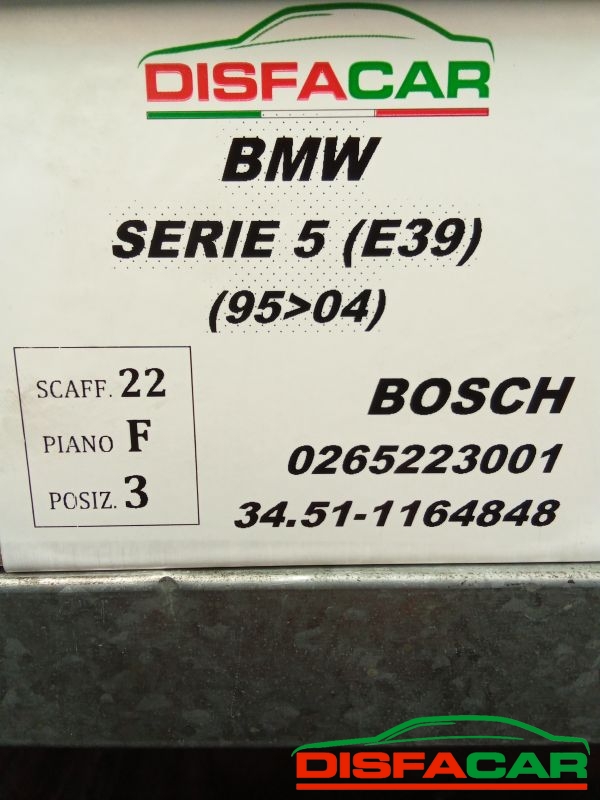 DISFACAR
BMW
SERIE 5 (E39)
(95>04)
SCAFF. 22
PIANO F
POSIZ. 3
BOSCH
0265223001
34.51-1164848
DISFACAR